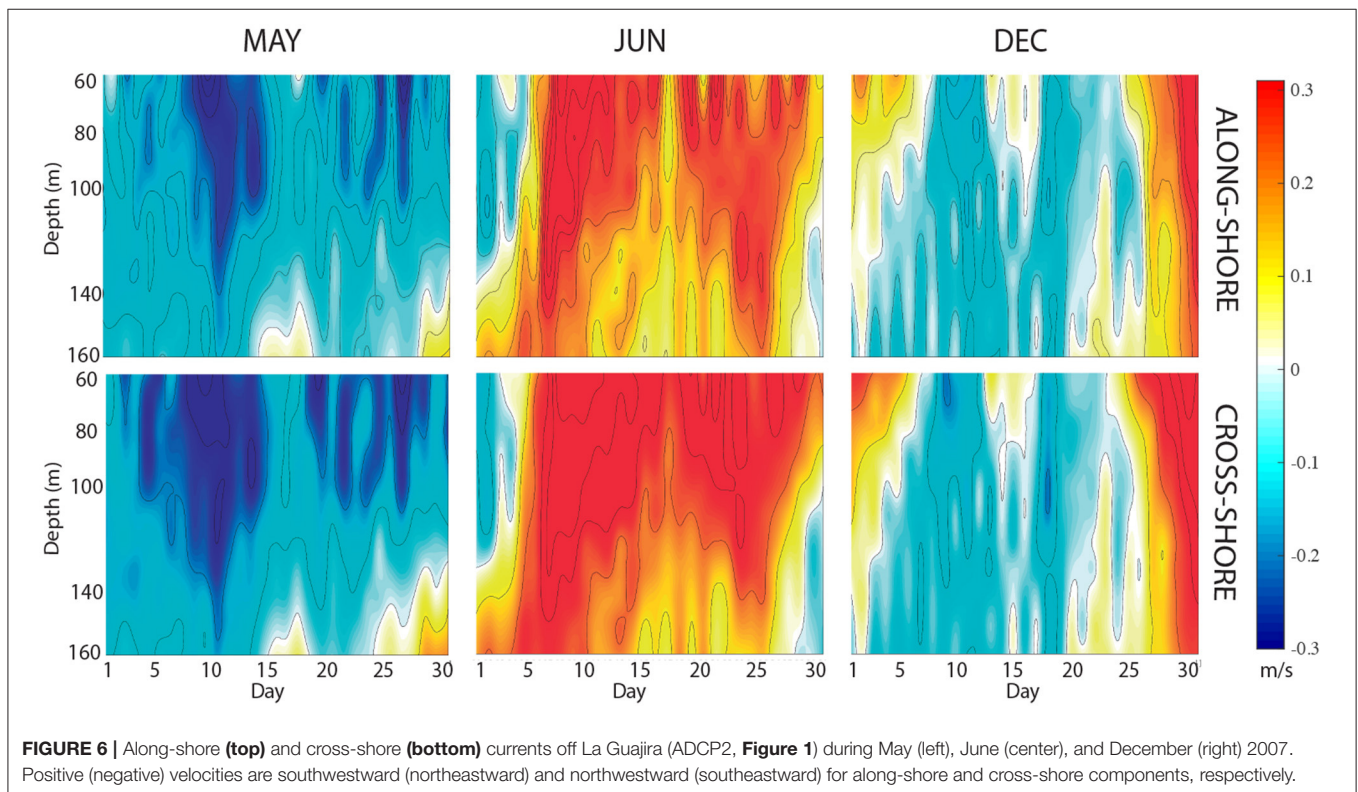 MAY JUN DEC
60
80
100
140
160
Depth (m)
ALONG-SHORE
60
80
100
140
160
Depth (m)
CROSS-SHORE
1 5 10 15 20 25 30
Day
1 5 10 15 20 25 30
Day
1 5 10 15 20 25 30
Day
0.3
0.2
0.1
0
-0.1
-0.2
-0.3
m/s
FIGURE 6 | Along-shore (top) and cross-shore (bottom) currents off La Guajira (ADCP2, Figure 1) during May (left), June (center), and December (right) 2007.
Positive (negative) velocities are southwestward (northeastward) and northwestward (southeastward) for along-shore and cross-shore components, respectively.